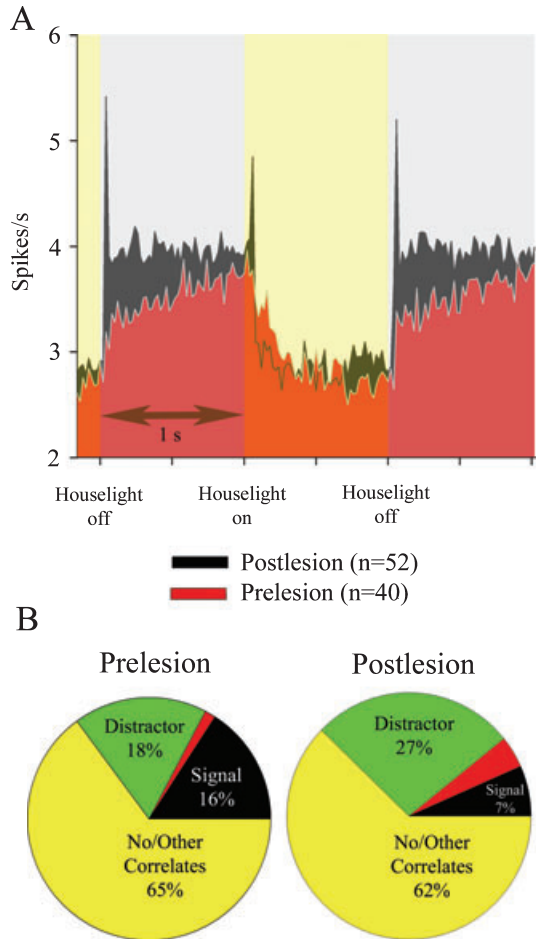 A
6
5
4
3
2
Spikes/s
1 s
Houselight off
Houselight on
Houselight off
Postlesion (n=52)
Prelesion (n=40)
B
Prelesion
Postlesion
Distractor
18%
Signal
16%
No/Other
Correlates
65%
Distractor
27%
Signal
7%
No/Other
Correlates
62%